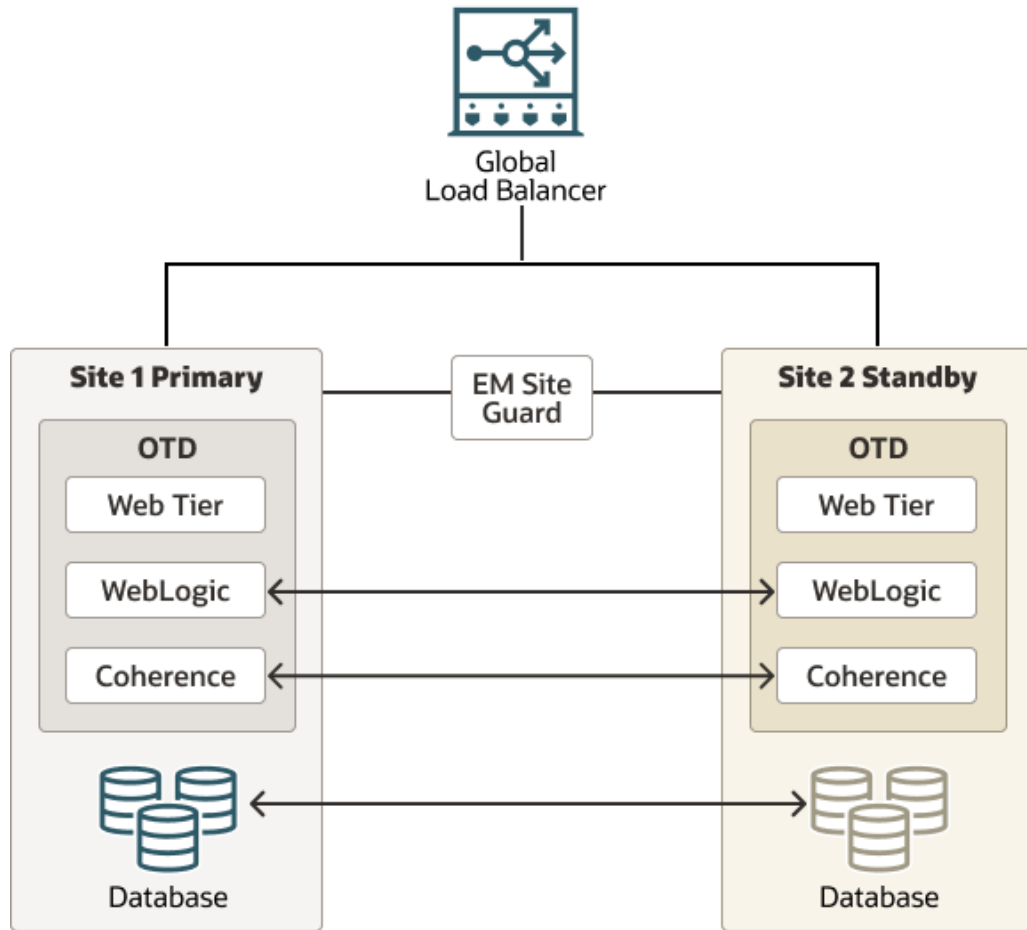 Global
Load Balancer
Site 1 Primary
EM Site
Guard
Site 2 Standby
OTD
Web Tier
WebLogic
Coherence
Database
OTD
Web Tier
WebLogic
Coherence
Database